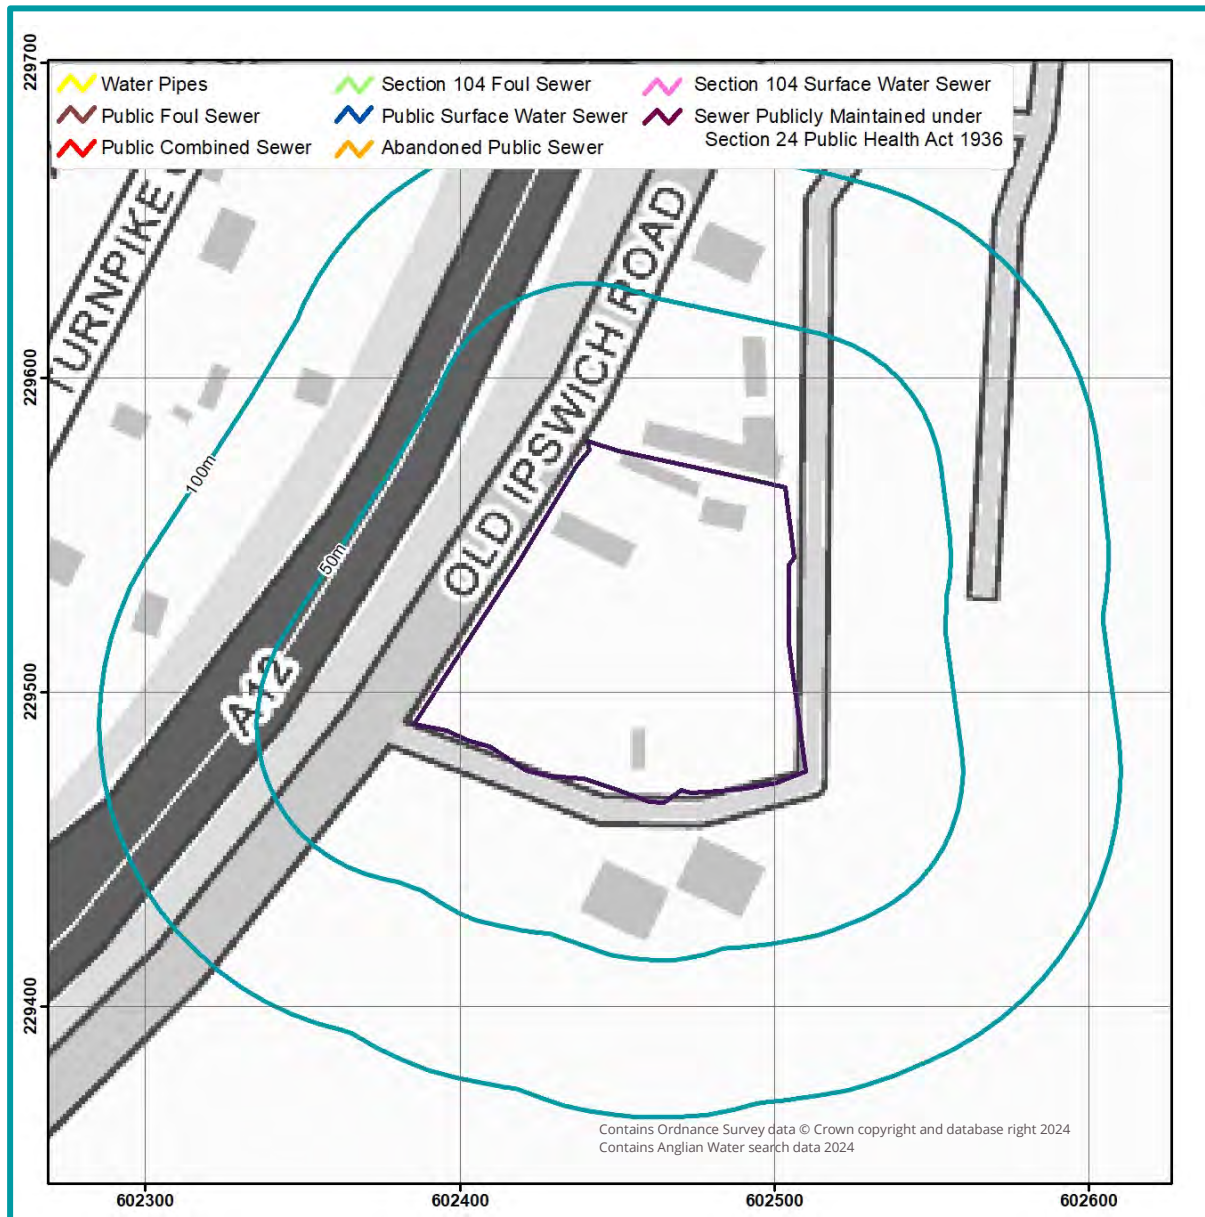 229700
Water Pipes
Section 104 Foul Sewer
Section 104 Surface Water Sewer
Public Foul Sewer
Public Surface Water Sewer
Sewer Publicly Maintained under
Section 24 Public Health Act 1936
Public Combined Sewer
Abandoned Public Sewer
TURNPIKE
OLD IPSWICH ROAD
229600
100m
50m
A12
229500
229400
Contains Ordnance Survey data © Crown copyright and database right 2024
Contains Anglian Water search data 2024
602300
602400
602500
602600